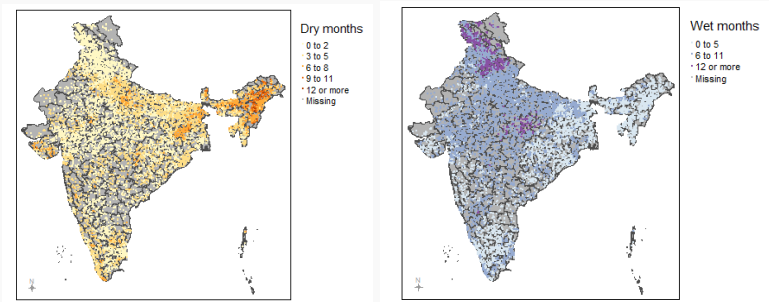 Dry months
0 to 2
3 to 5
6 to 8
9 to 11
12 or more
Missing
N
Wet months
0 to 5
6 to 11
12 or more
Missing
N